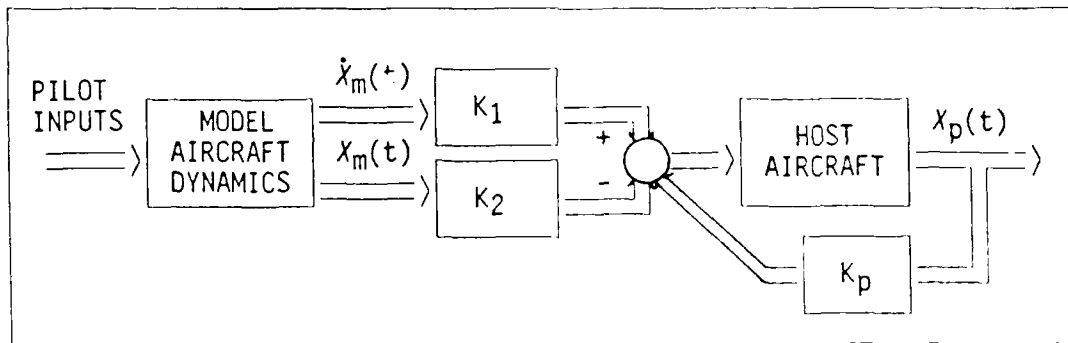 PILOT
INPUTS
MODEL
AIRCRAFT
DYNAMICS
Ẋm(t)
Xm(t)
K1
K2
+
-
HOST
AIRCRAFT
Xp(t)
Kp